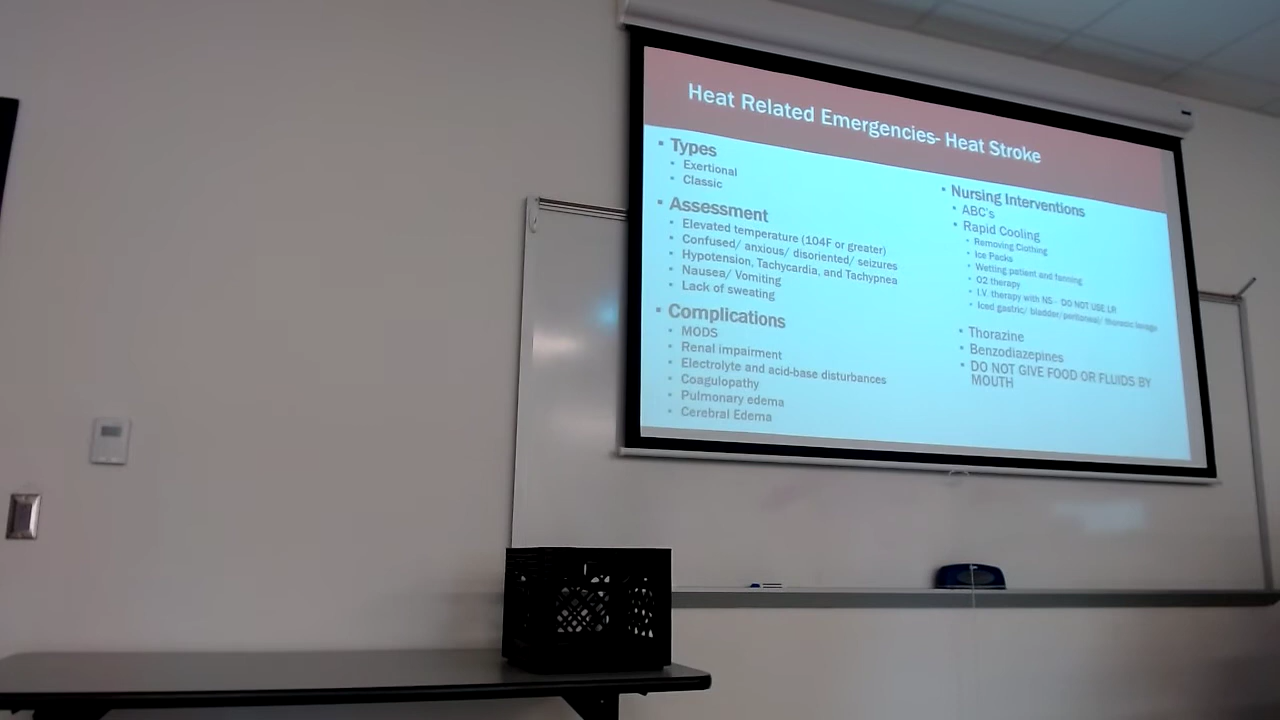 Heat Related Emergencies- Heat Stroke
Types
Exertional
Classic
Assessment
Elevated temperature (104F or greater)
Confused/ anxious/ disoriented/ seizures
Hypotension, Tachycardia, and Tachypnea
Nausea/ Vomiting
Lack of sweating
Complications
MODS
Renal impairment
Electrolyte and acid-base disturbances
Coagulopathy
Pulmonary edema
Cerebral Edema
Nursing Interventions
ABC's
Rapid Cooling
Removing Clothing
Ice Packs
Wetting patient and fanning
O2 therapy
I.V. therapy with NS - DO NOT USE LR
Iced gastric/ bladder/peritoneal/ thoracic lavage
Thorazine
Benzodiazepines
DO NOT GIVE FOOD OR FLUIDS BY
MOUTH